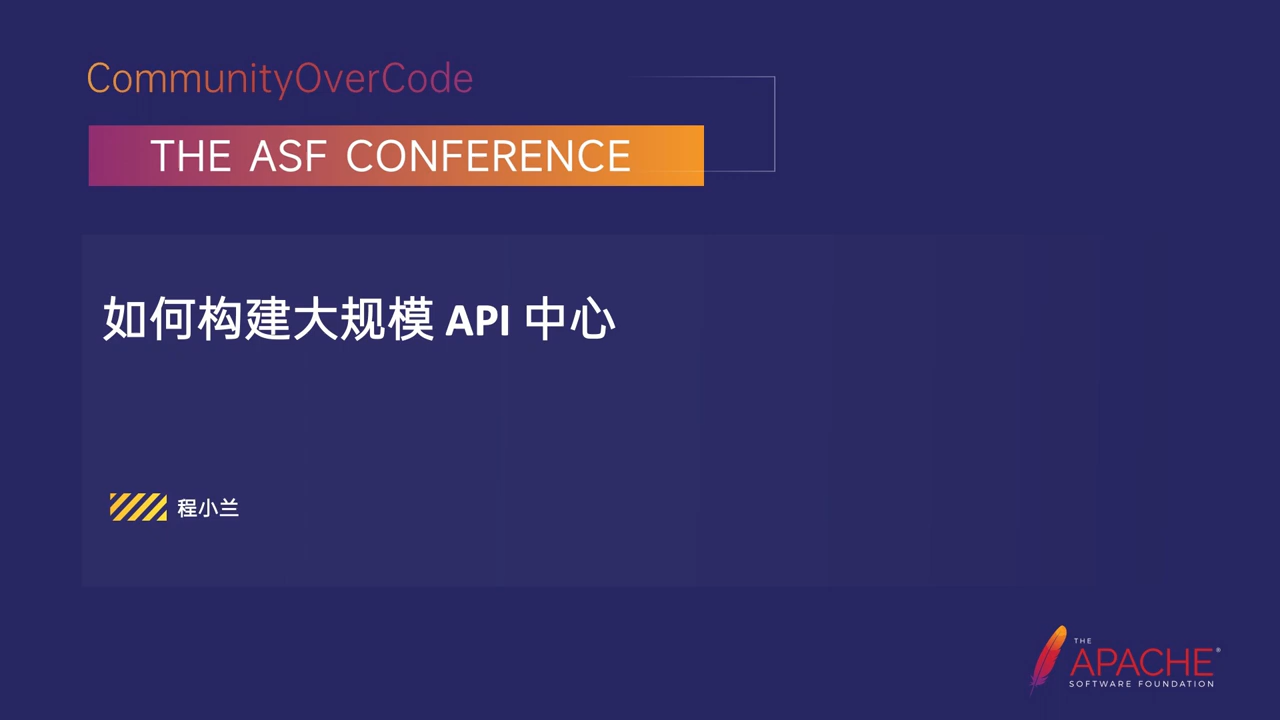 CommunityOverCode
THE ASF CONFERENCE
如何构建大规模 API 中心
程小兰
THE
APACHE®
SOFTWARE FOUNDATION